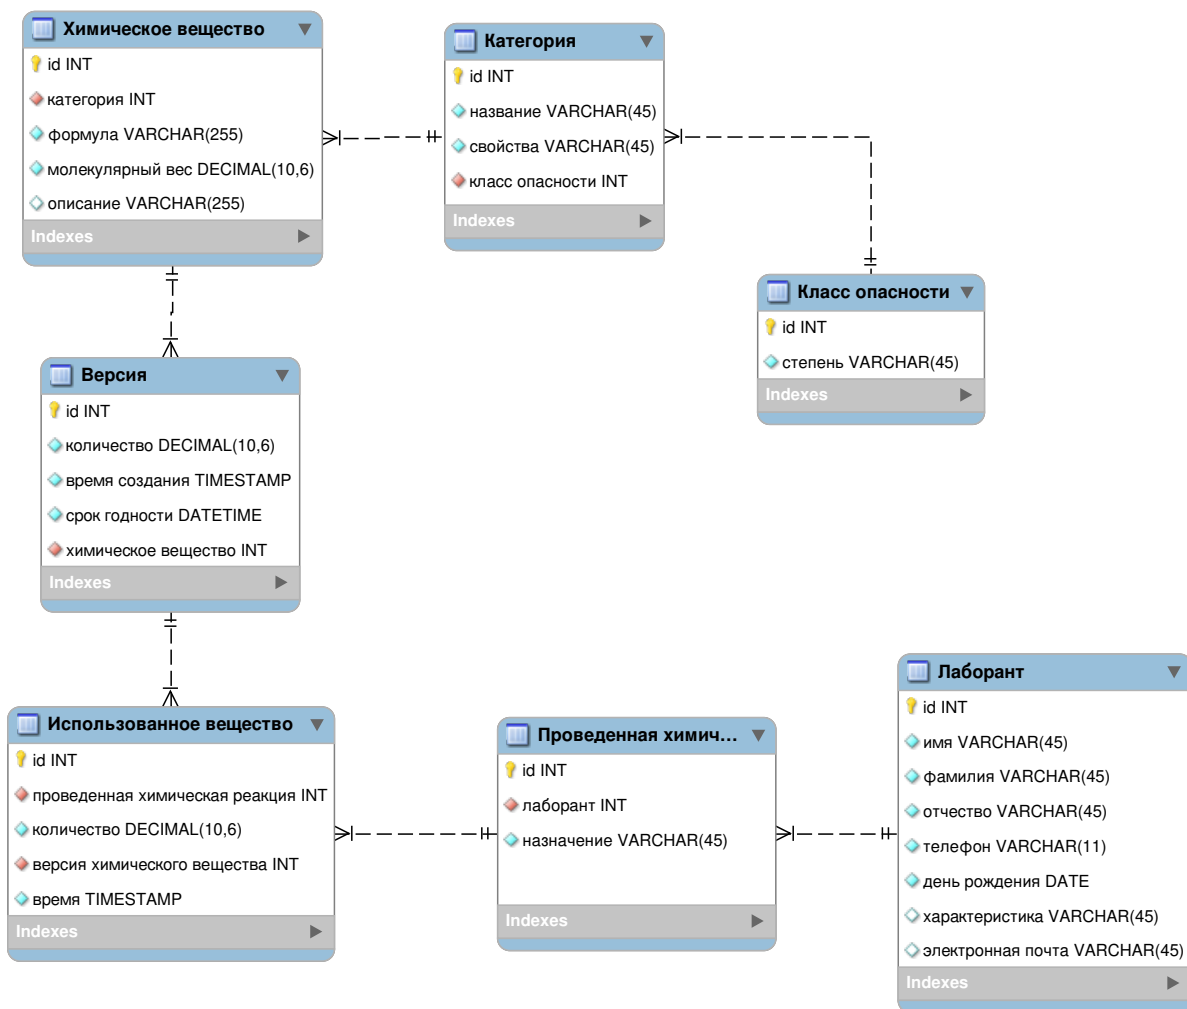 Химическое вещество
id INT
категория INT
формула VARCHAR(255)
молекулярный вес DECIMAL(10,6)
описание VARCHAR(255)
Indexes
Категория
id INT
название VARCHAR(45)
свойства VARCHAR(45)
класс опасности INT
Indexes
Класс опасности
id INT
степень VARCHAR(45)
Indexes
Версия
id INT
количество DECIMAL(10,6)
время создания TIMESTAMP
срок годности DATETIME
химическое вещество INT
Indexes
Использованное вещество
id INT
проведенная химическая реакция INT
количество DECIMAL(10,6)
версия химического вещества INT
время TIMESTAMP
Indexes
Проведенная химич...
id INT
лаборант INT
назначение VARCHAR(45)
Indexes
Лаборант
id INT
имя VARCHAR(45)
фамилия VARCHAR(45)
отчество VARCHAR(45)
телефон VARCHAR(11)
день рождения DATE
характеристика VARCHAR(45)
электронная почта VARCHAR(45)
Indexes